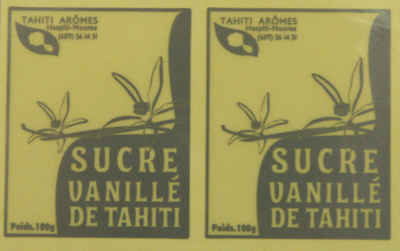 TAHITI ARÔMES
Haapiti-Moorea
(689) 56 14 51
SUCRE
VANILLÉ
DE TAHITI
Poids.100g
TAHITI ARÔMES
Haapiti-Moorea
(689) 56 14 51
SUCRE
VANILLÉ
DE TAHITI
Poids.100g